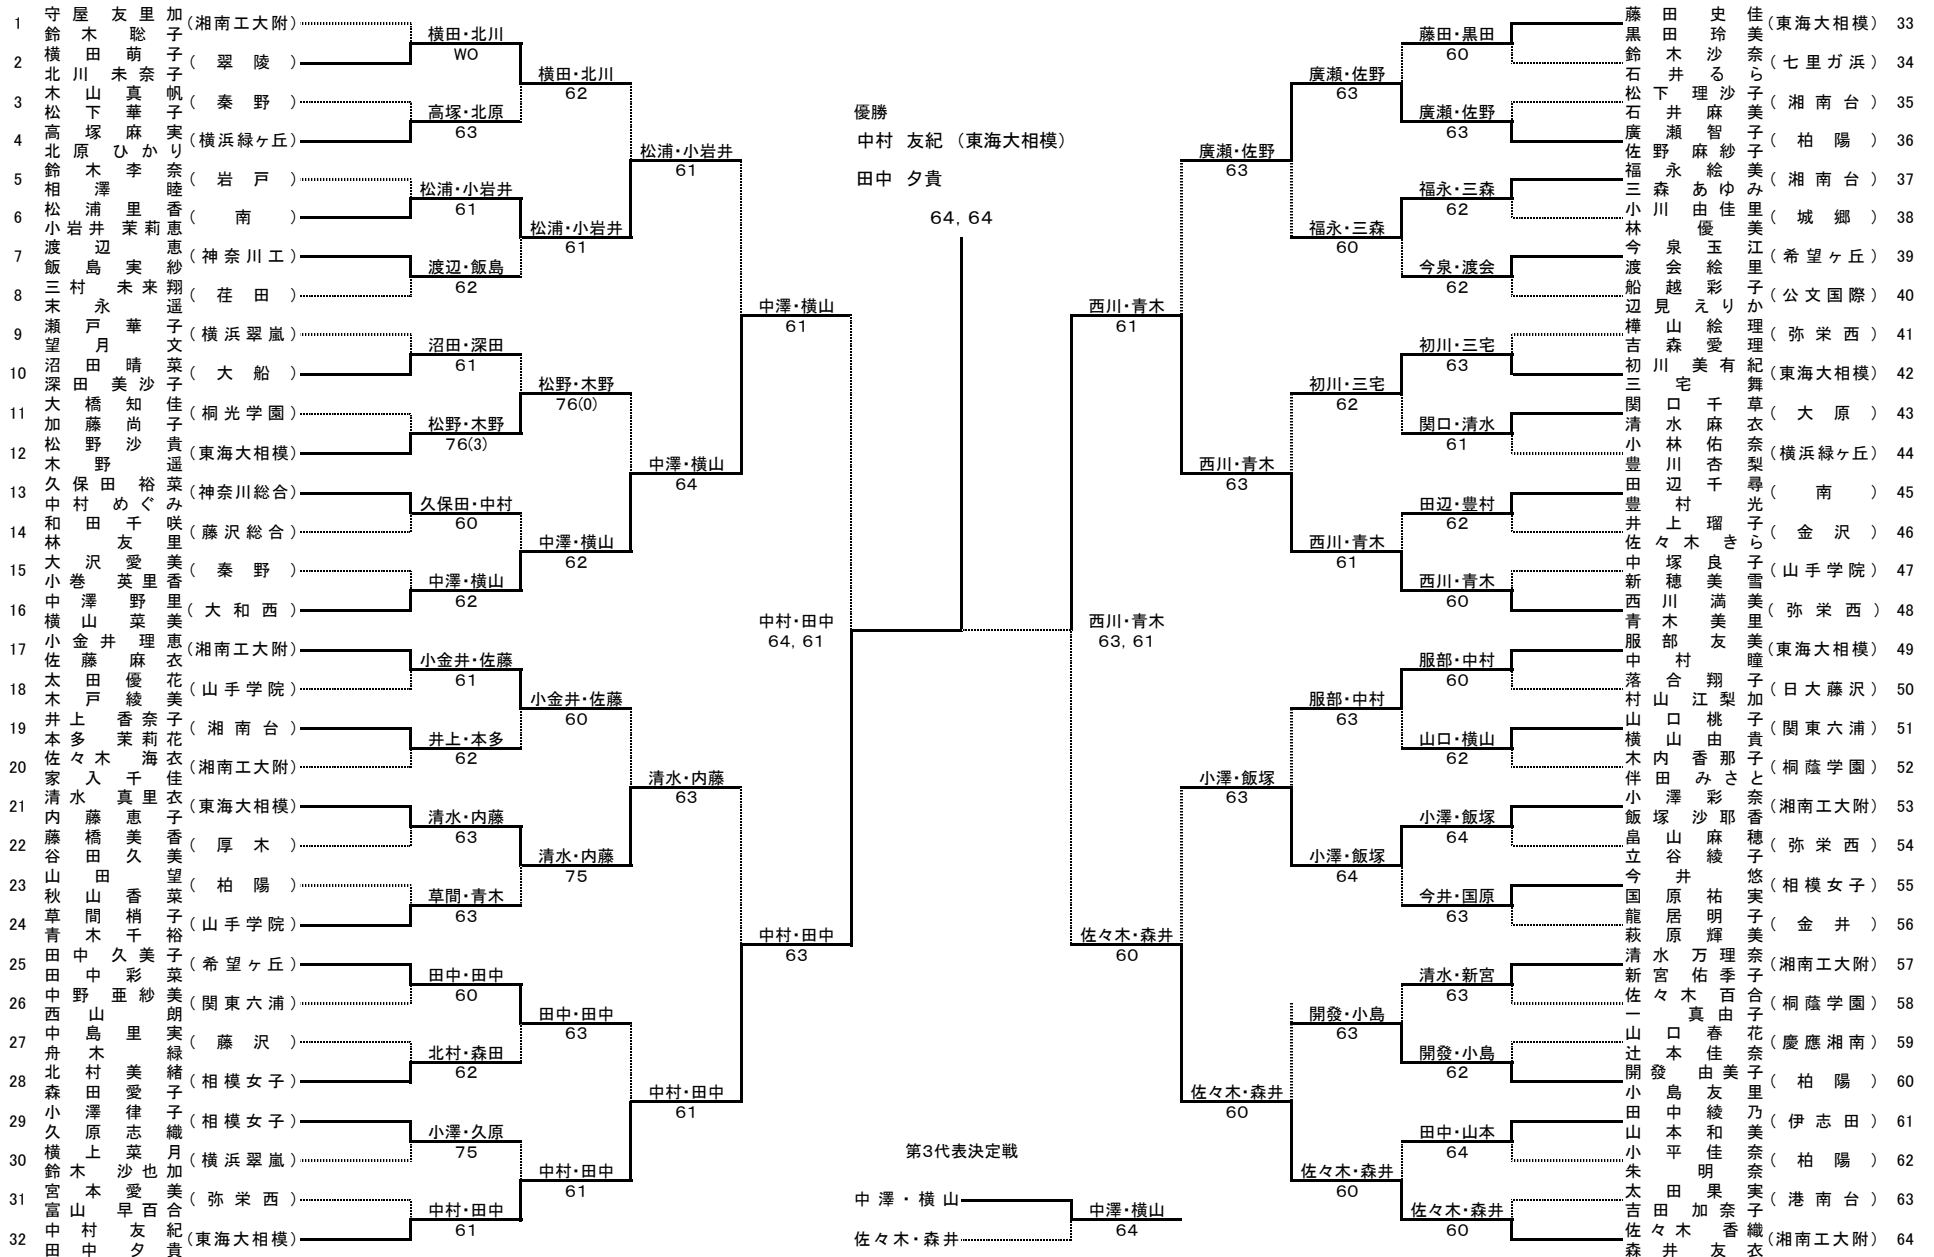 1 守屋 友里加 (湘南工大附)
鈴木 聡子
2 横田 萌子 (翠陵)
北川 未奈子
3 木山 真帆 (秦野)
松下 華子
4 高塚 麻実 (横浜緑ヶ丘)
北原 ひかり
5 鈴木 李奈 (岩戸)
相澤 睦
6 松浦 里香 (南)
小岩井 茉莉恵
7 渡辺 恵 (神奈川工)
飯島 実紗
8 三村 未来翔 (荏田)
末永 遥
9 瀬戸 華子 (横浜翠嵐)
望月 文
10 沼田 晴菜 (大船)
深田 美沙子
11 大橋 知佳 (桐光学園)
加藤 尚子
12 松野 沙貴 (東海大相模)
木野 遥
13 久保田 裕菜 (神奈川総合)
中村 めぐみ
14 和田 千咲 (藤沢総合)
林 友里
15 大沢 愛美 (秦野)
小巻 英里香
16 中澤 野里 (大和西)
横山 菜美
17 小金井 理恵 (湘南工大附)
佐藤 麻衣
18 太田 優花 (山手学院)
木戸 綾美
19 井上 香奈子 (湘南台)
本多 茉莉花
20 佐々木 海衣 (湘南工大附)
家入 千佳
21 清水 真里衣 (東海大相模)
内藤 恵子
22 藤橋 美香 (厚木)
谷田 久美
23 山田 望 (柏陽)
秋山 香菜
24 草間 梢子 (山手学院)
青木 千裕
25 田中 久美子 (希望ヶ丘)
田中 彩菜
26 中野 亜紗美 (関東六浦)
西山 朗
27 中島 里実 (藤沢)
舟木 緑
28 北村 美緒 (相模女子)
森田 愛子
29 小澤 律子 (相模女子)
久原 志織
30 横上 菜月 (横浜翠嵐)
鈴木 沙也加
31 宮本 愛美 (弥栄西)
富山 早百合
32 中村 友紀 (東海大相模)
田中 夕貴
横田・北川
WO
高塚・北原
63
松浦・小岩井
61
渡辺・飯島
62
沼田・深田
61
松野・木野
76(3)
久保田・中村
60
中澤・横山
62
小金井・佐藤
61
井上・本多
62
清水・内藤
63
草間・青木
63
田中・田中
60
北村・森田
62
小澤・久原
75
中村・田中
61
横田・北川
62
松浦・小岩井
61
松野・木野
76(0)
中澤・横山
62
小金井・佐藤
60
清水・内藤
75
田中・田中
63
中村・田中
61
松浦・小岩井
61
中澤・横山
64
清水・内藤
63
中村・田中
61
中澤・横山
61
中村・田中
63
中村・田中
64, 61
優勝
中村 友紀 (東海大相模)
田中 夕貴
64, 64
西川・青木
63, 61
西川・青木
61
佐々木・森井
60
廣瀬・佐野
63
西川・青木
63
小澤・飯塚
63
佐々木・森井
60
廣瀬・佐野
63
福永・三森
60
初川・三宅
62
西川・青木
61
服部・中村
63
小澤・飯塚
64
開發・小島
63
佐々木・森井
60
藤田・黒田
60
廣瀬・佐野
63
福永・三森
62
今泉・渡会
62
初川・三宅
63
関口・清水
61
田辺・豊村
62
西川・青木
60
服部・中村
60
山口・横山
62
小澤・飯塚
64
今井・国原
63
清水・新宮
63
開發・小島
62
田中・山本
64
佐々木・森井
60
藤田 史佳 (東海大相模) 33
黒田 玲美
鈴木 沙奈 (七里ガ浜) 34
石井 るら
松下 理沙子 (湘南台) 35
石井 麻美
廣瀬 智子 (柏陽) 36
佐野 麻紗子
福永 絵美 (湘南台) 37
三森 あゆみ
小川 由佳里 (城郷) 38
林 優美
今泉 玉江 (希望ヶ丘) 39
渡会 絵里
船越 彩子 (公文国際) 40
辺見 えりか
樺山 絵理 (弥栄西) 41
吉森 愛理
初川 美有紀 (東海大相模) 42
三宅 舞
関口 千草 (大原) 43
清水 麻衣
小林 佑奈 (横浜緑ヶ丘) 44
豊川 杏梨
田辺 千尋 (南) 45
豊村 光
井上 瑠子 (金沢) 46
佐々木 きら
中塚 良子 (山手学院) 47
新穂 美雪
西川 満美 (弥栄西) 48
青木 美里
服部 友美 (東海大相模) 49
中村 瞳
落合 翔子 (日大藤沢) 50
村山 江梨加
山口 桃子 (関東六浦) 51
横山 由貴
木内 香那子 (桐蔭学園) 52
伴田 みさと
小澤 彩奈 (湘南工大附) 53
飯塚 沙耶香
畠山 麻穂 (弥栄西) 54
立谷 綾子
今井 悠 (相模女子) 55
国原 祐実
龍居 明子 (金井) 56
萩原 輝美
清水 万理奈 (湘南工大附) 57
新宮 佑季子
佐々木 百合 (桐蔭学園) 58
一 真由子
山口 春花 (慶應湘南) 59
辻本 佳奈
開發 由美子 (柏陽) 60
小島 友里
田中 綾乃 (伊志田) 61
山本 和美
小平 佳奈 (柏陽) 62
朱 明奈
太田 果実 (港南台) 63
吉田 加奈子
佐々木 香織 (湘南工大附) 64
森井 友衣
第3代表決定戦
中澤・横山
佐々木・森井
中澤・横山
64